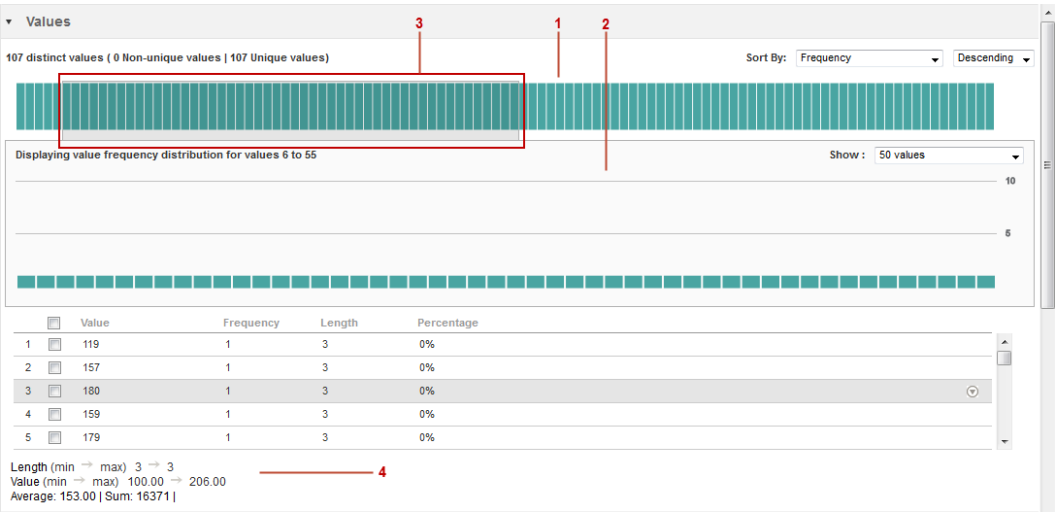 Values
3 1 2
107 distinct values ( 0 Non-unique values | 107 Unique values)
Sort By: Frequency Descending
Displaying value frequency distribution for values 6 to 55
Show : 50 values
10
5
Value Frequency Length Percentage
1 119 1 3 0%
2 157 1 3 0%
3 180 1 3 0%
4 159 1 3 0%
5 179 1 3 0%
Length (min → max) 3 → 3
4
Value (min → max) 100.00 → 206.00
Average: 153.00 | Sum: 16371 |